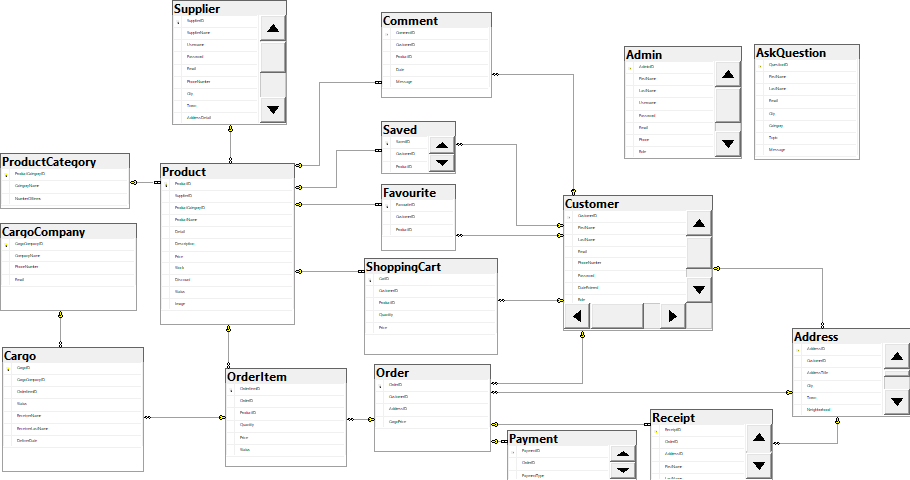 Supplier
SupplierID
SupplierName
Username
Password
Email
PhoneNumber
City
Town
AddressDetail
Comment
CommentID
CustomerID
ProductID
Date
Message
Admin
AdminID
FirstName
LastName
Username
Password
Email
Phone
Role
AskQuestion
QuestionID
FirstName
LastName
Email
City
Category
Topic
Message
ProductCategory
ProductCategoryID
CategoryName
NumberOfItems
Product
ProductID
SupplierID
ProductCategoryID
ProductName
Detail
Description
Price
Stock
Discount
Status
Image
Saved
SavedID
CustomerID
ProductID
Favourite
FavouriteID
CustomerID
ProductID
Customer
CustomerID
FirstName
LastName
Email
PhoneNumber
Password
DateEntered
Role
CargoCompany
CargoCompanyID
CompanyName
PhoneNumber
Email
ShoppingCart
CartID
CustomerID
ProductID
Quantity
Price
Cargo
CargoID
CargoCompanyID
OrderItemID
Status
ReceiverName
ReceiverLastName
DeliverDate
OrderItem
OrderItemID
OrderID
ProductID
Quantity
Price
Status
Order
OrderID
CustomerID
AddressID
CargoPrice
Address
AddressID
CustomerID
AddressTitle
City
Town
Neighborhood
Payment
PaymentID
OrderID
PaymentType
Receipt
ReceiptID
OrderID
AddressID
FirstName
LastName